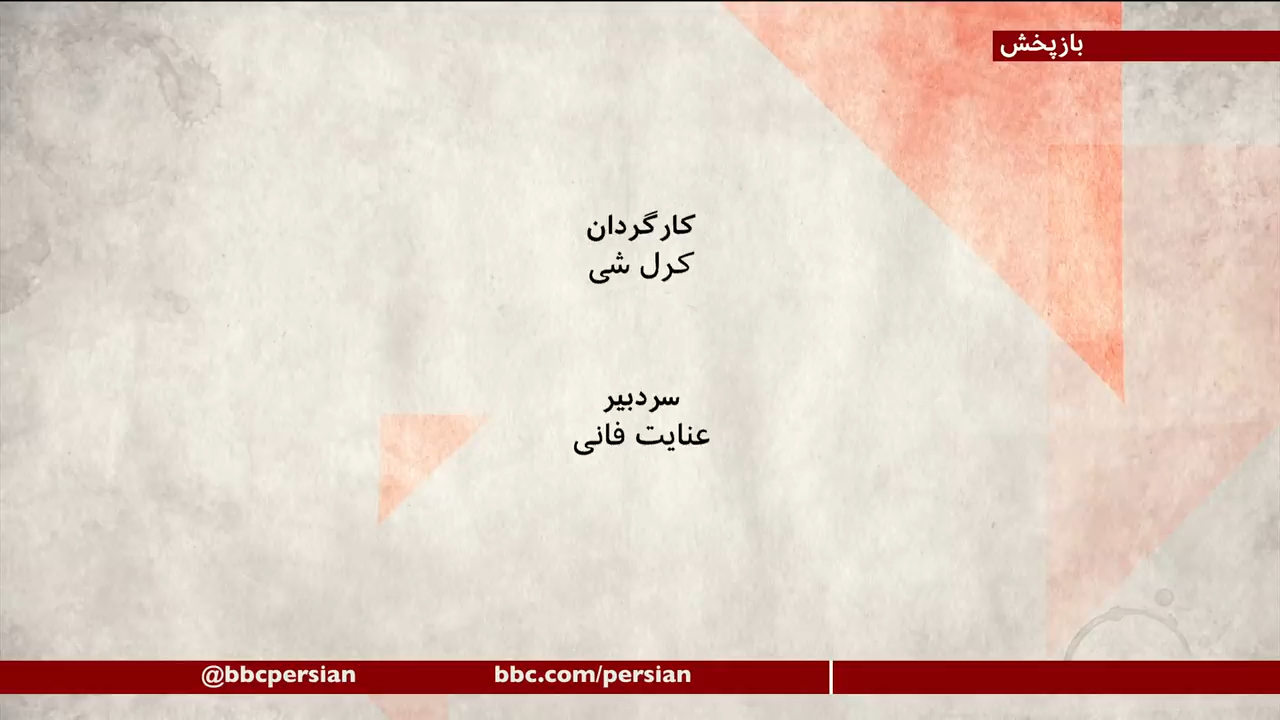 بازپخش
کارگردان
کرل شی
سردبیر
عنایت فانی
@bbcpersian
bbc.com/persian